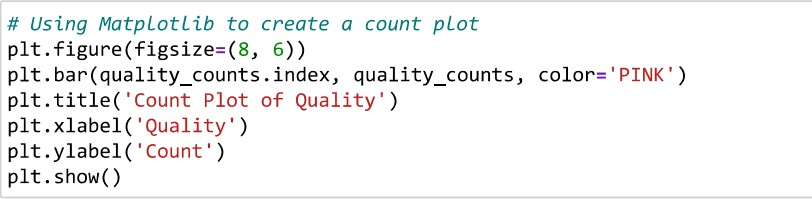 # Using Matplotlib to create a count plot
plt.figure(figsize=(8, 6))
plt.bar(quality_counts.index, quality_counts, color='PINK')
plt.title('Count Plot of Quality')
plt.xlabel('Quality')
plt.ylabel('Count')
plt.show()